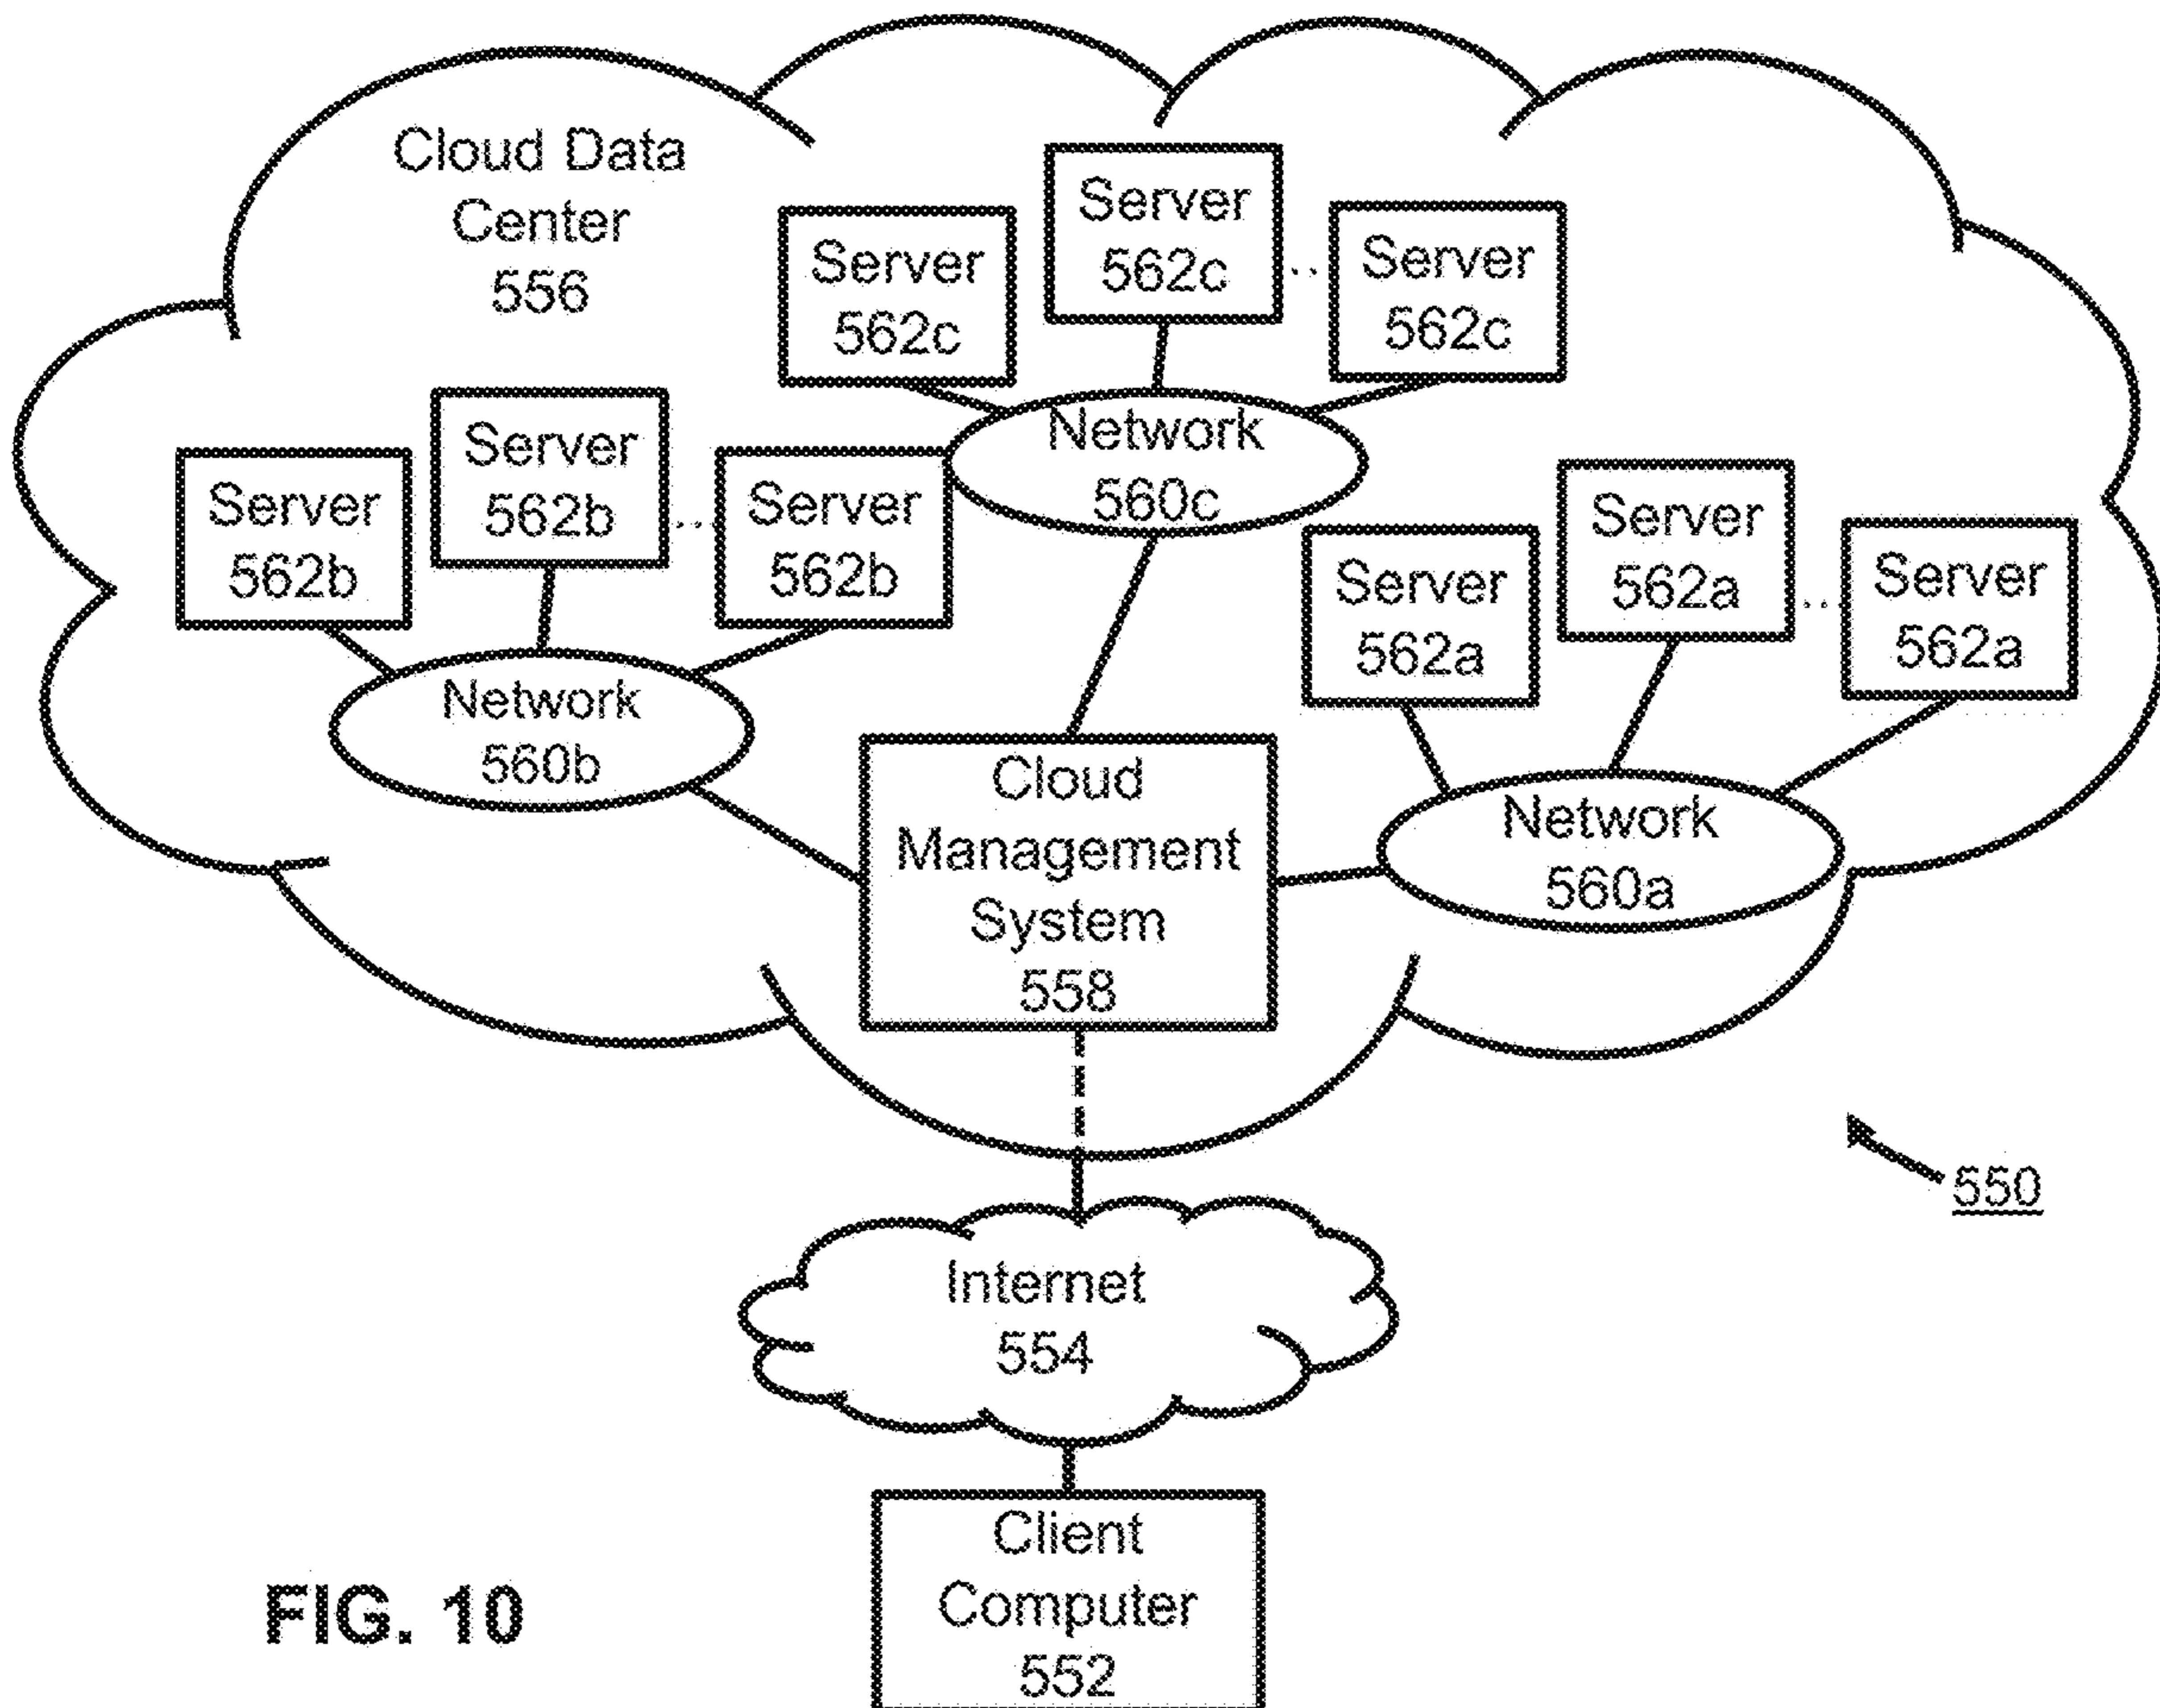 Cloud Data
Center
556
Server
562c
Server
562c
Server
562c
Network
560c
Server
562b
Server
562b
Server
562b
Network
560b
Server
562a
Server
562a
Server
562a
Network
560a
Cloud
Management
System
558
550
Internet
554
Client
Computer
552
FIG. 10